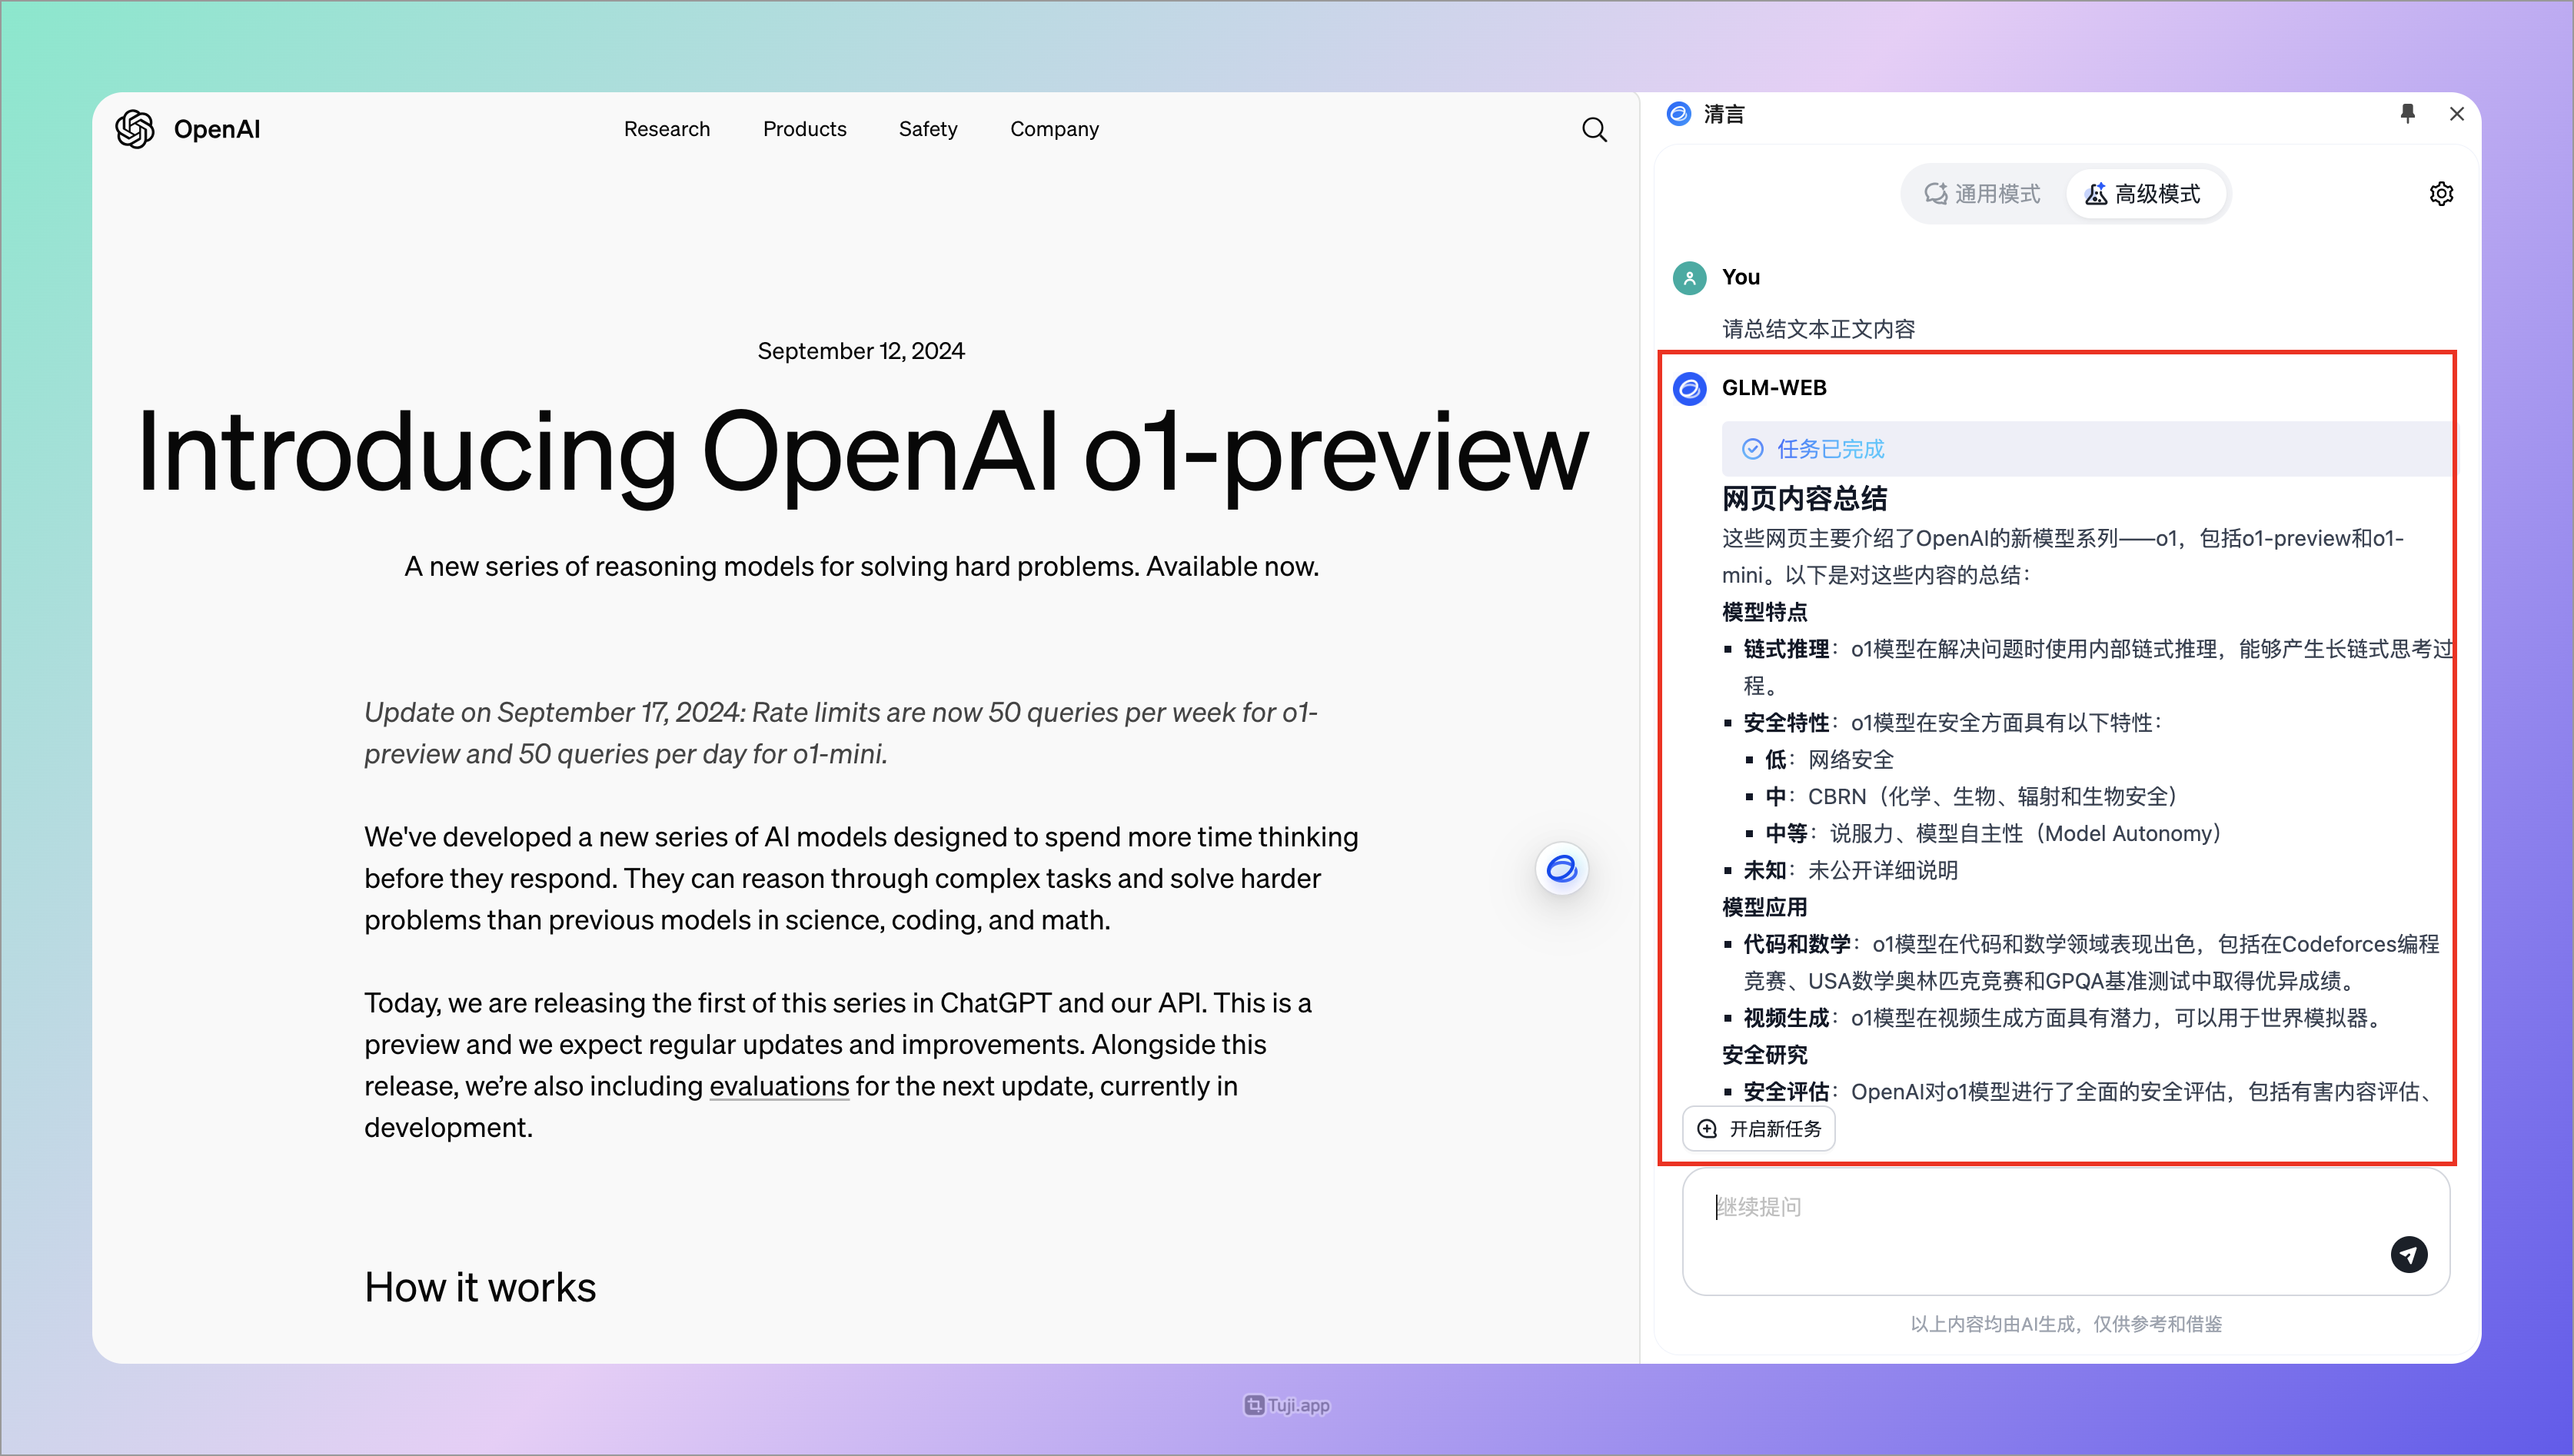 OpenAI
Research Products Safety Company
September 12, 2024
Introducing OpenAI o1-preview
A new series of reasoning models for solving hard problems. Available now.
Update on September 17, 2024: Rate limits are now 50 queries per week for o1-
preview and 50 queries per day for o1-mini.
We've developed a new series of AI models designed to spend more time thinking
before they respond. They can reason through complex tasks and solve harder
problems than previous models in science, coding, and math.
Today, we are releasing the first of this series in ChatGPT and our API. This is a
preview and we expect regular updates and improvements. Alongside this
release, we’re also including evaluations for the next update, currently in
development.
How it works
清言
通用模式 高级模式
You
请总结文本正文内容
GLM-WEB
任务已完成
网页内容总结
这些网页主要介绍了OpenAI的新模型系列——o1，包括o1-preview和o1-
mini。以下是对这些内容的总结：
模型特点
▪ 链式推理：o1模型在解决问题时使用内部链式推理，能够产生长链式思考过
程。
▪ 安全特性：o1模型在安全方面具有以下特性：
▪ 低：网络安全
▪ 中：CBRN（化学、生物、辐射和生物安全）
▪ 中等：说服力、模型自主性（Model Autonomy）
▪ 未知：未公开详细说明
模型应用
▪ 代码和数学：o1模型在代码和数学领域表现出色，包括在Codeforces编程
竞赛、USA数学奥林匹克竞赛和GPQA基准测试中取得优异成绩。
▪ 视频生成：o1模型在视频生成方面具有潜力，可以用于世界模拟器。
安全研究
▪ 安全评估：OpenAI对o1模型进行了全面的安全评估，包括有害内容评估、
开启新任务
继续提问
以上内容均由AI生成，仅供参考和借鉴
Tuji.app